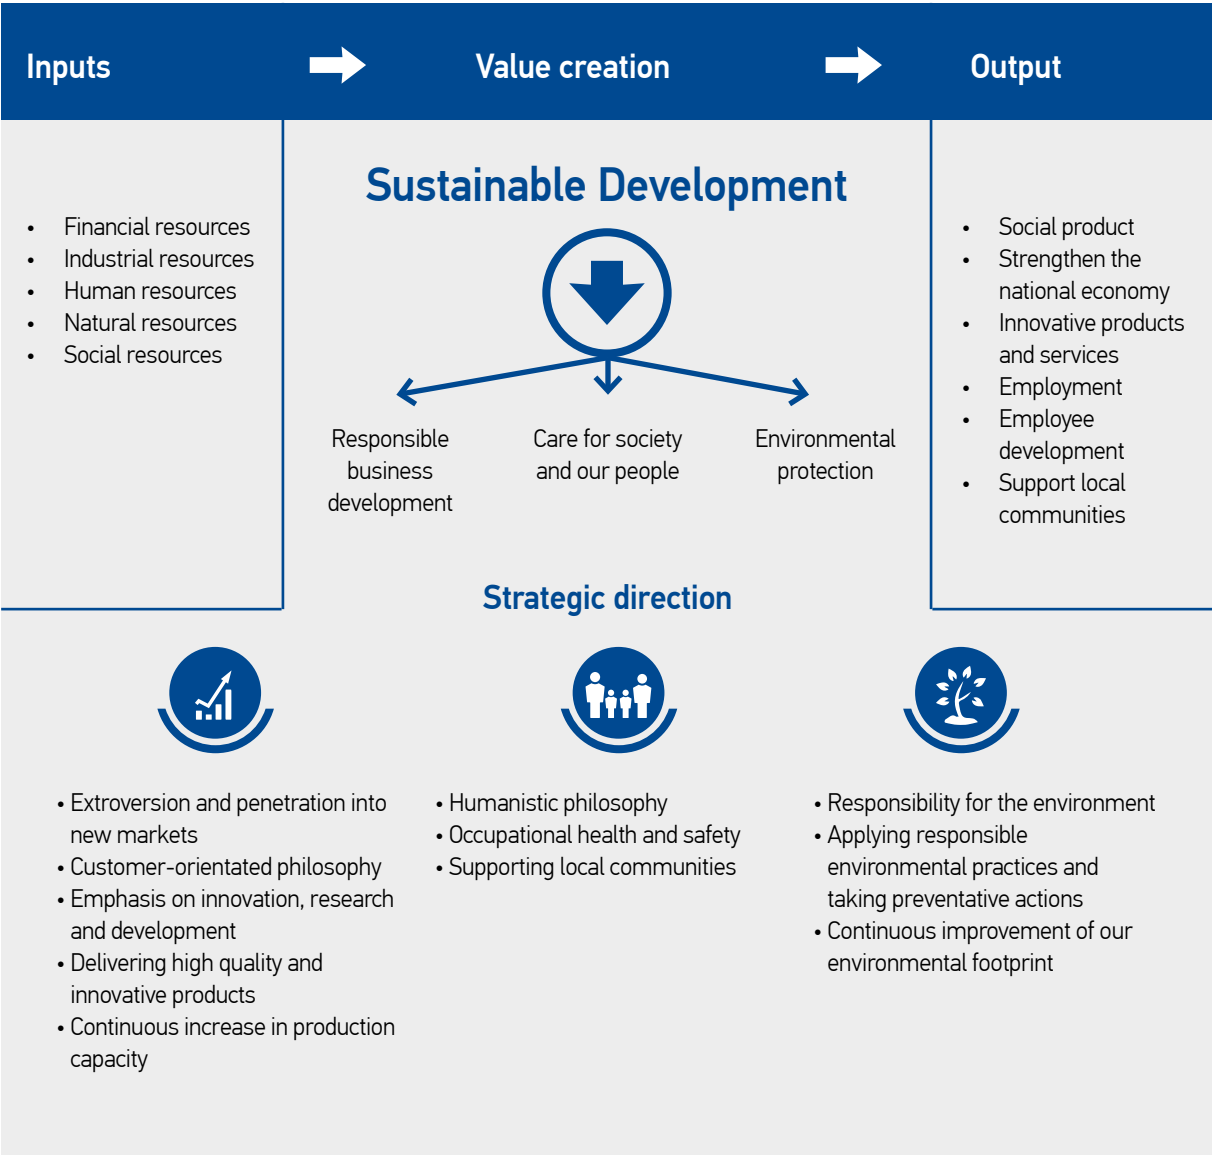 Inputs
Value creation
Output
Sustainable Development
• Financial resources
• Industrial resources
• Human resources
• Natural resources
• Social resources
Responsible
business
development
Care for society
and our people
Environmental
protection
• Social product
• Strengthen the
national economy
• Innovative products
and services
• Employment
• Employee
development
• Support local
communities
Strategic direction
• Extroversion and penetration into
new markets
• Customer-orientated philosophy
• Emphasis on innovation, research
and development
• Delivering high quality and
innovative products
• Continuous increase in production
capacity
• Humanistic philosophy
• Occupational health and safety
• Supporting local communities
• Responsibility for the environment
• Applying responsible
environmental practices and
taking preventative actions
• Continuous improvement of our
environmental footprint